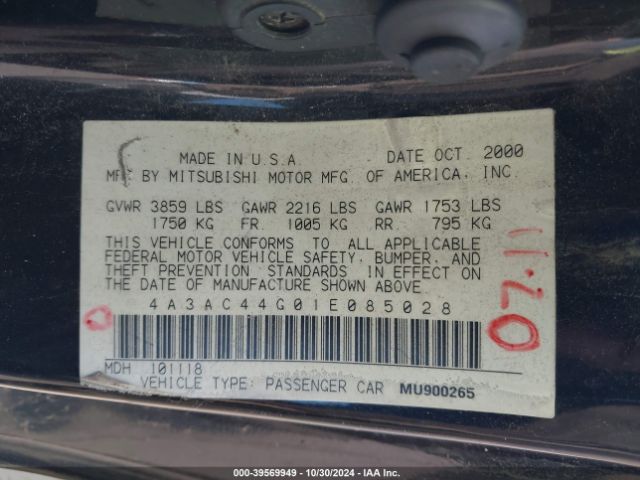 MADE IN U.S.A. DATE OCT. 2000
MFD BY MITSUBISHI MOTOR MFG. OF AMERICA, INC.
GVWR 3859 LBS GAWR 2216 LBS GAWR 1753 LBS
1750 KG FR. 1005 KG RR. 795 KG
THIS VEHICLE CONFORMS TO ALL APPLICABLE
FEDERAL MOTOR VEHICLE SAFETY, BUMPER, AND
THEFT PREVENTION STANDARDS IN EFFECT ON
THE DATE OF MANUFACTURE SHOWN ABOVE.
4A3AC44G01E085028
MDH 101118
VEHICLE TYPE: PASSENGER CAR MU900265
0
02.11
000-39569949 | 10/30/2024 | IAA Inc.